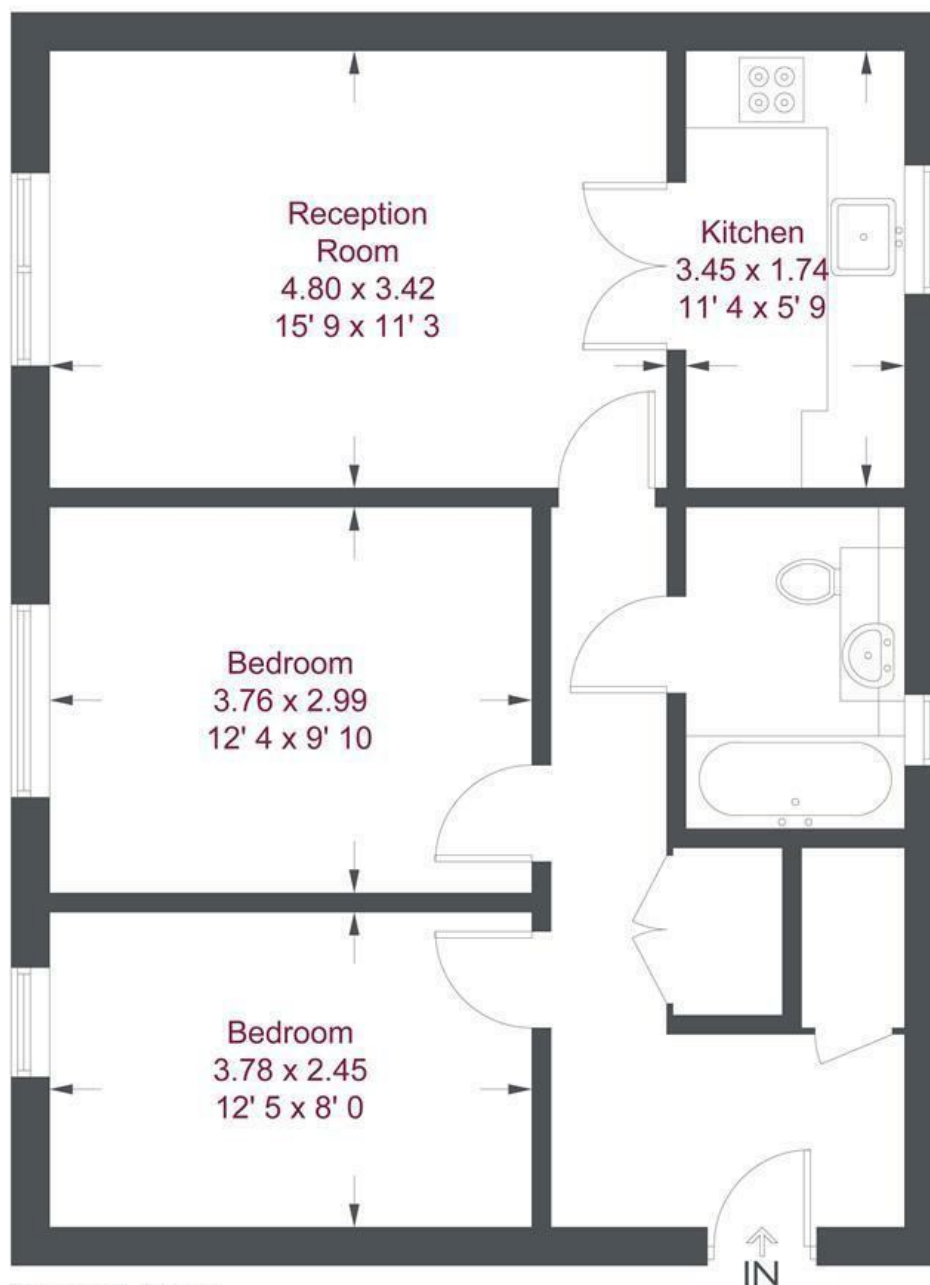 Reception
Room
4.80 x 3.42
15' 9 x 11' 3
Kitchen
3.45 x 1.74
11' 4 x 5' 9
Bedroom
3.76 x 2.99
12' 4 x 9' 10
Bedroom
3.78 x 2.45
12' 5 x 8' 0
IN